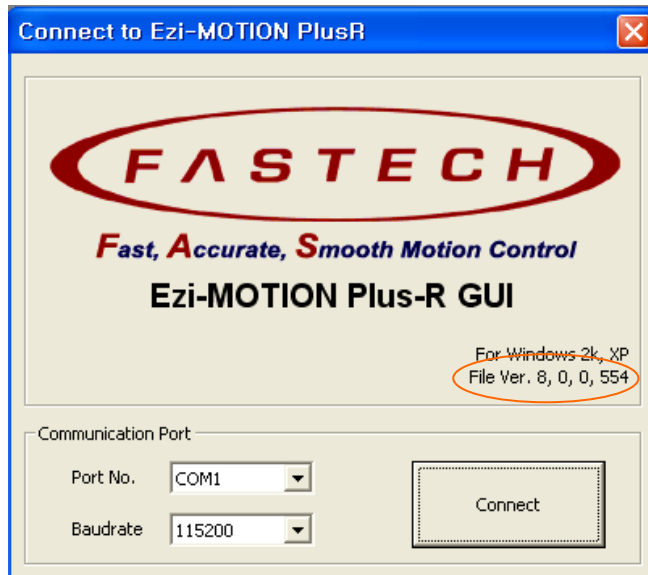 Connect to Ezi-MOTION PlusR
FASTECH
Fast, Accurate, Smooth Motion Control
Ezi-MOTION Plus-R GUI
For Windows 2k, XP
File Ver. 8, 0, 0, 554
Communication Port
Port No. COM1
Connect
Baudrate 115200